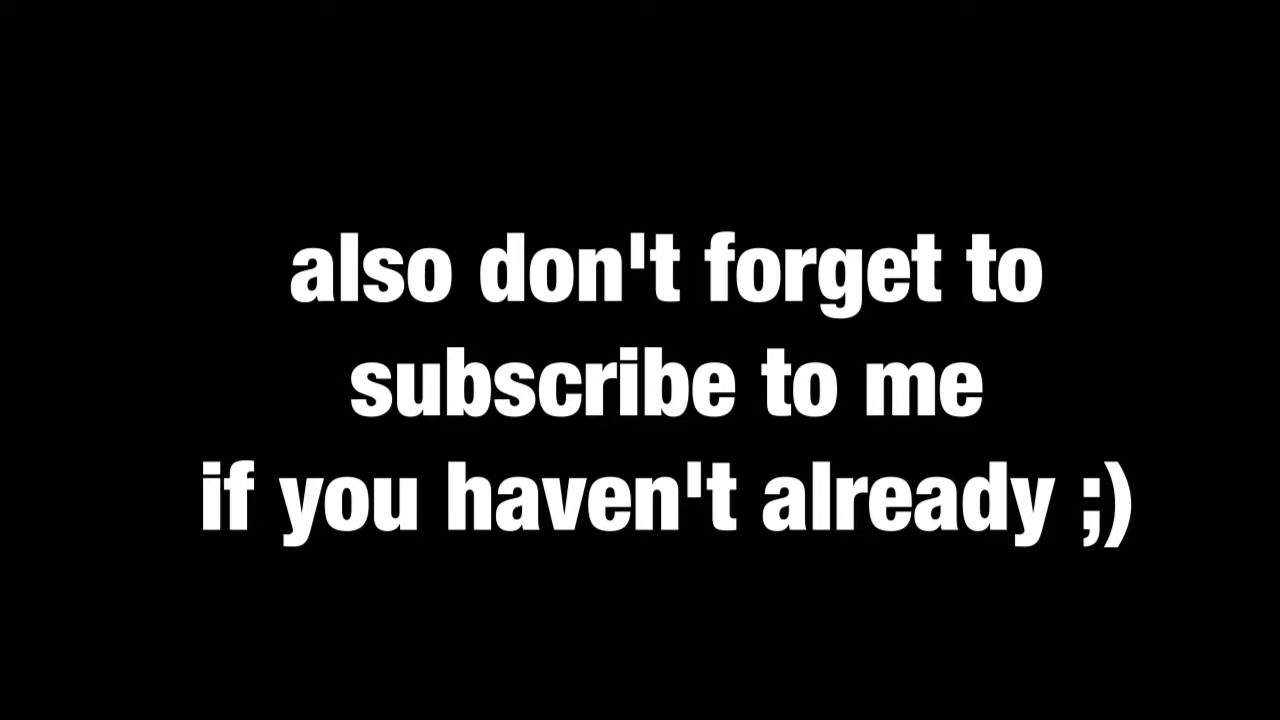 also don't forget to
subscribe to me
if you haven't already ;)